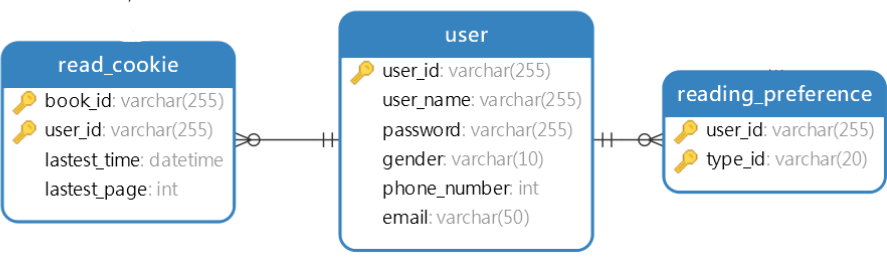 read_cookie
book_id: varchar(255)
user_id: varchar(255)
lastest_time: datetime
lastest_page: int
user
user_id: varchar(255)
user_name: varchar(255)
password: varchar(255)
gender: varchar(10)
phone_number: int
email: varchar(50)
reading_preference
user_id: varchar(255)
type_id: varchar(20)